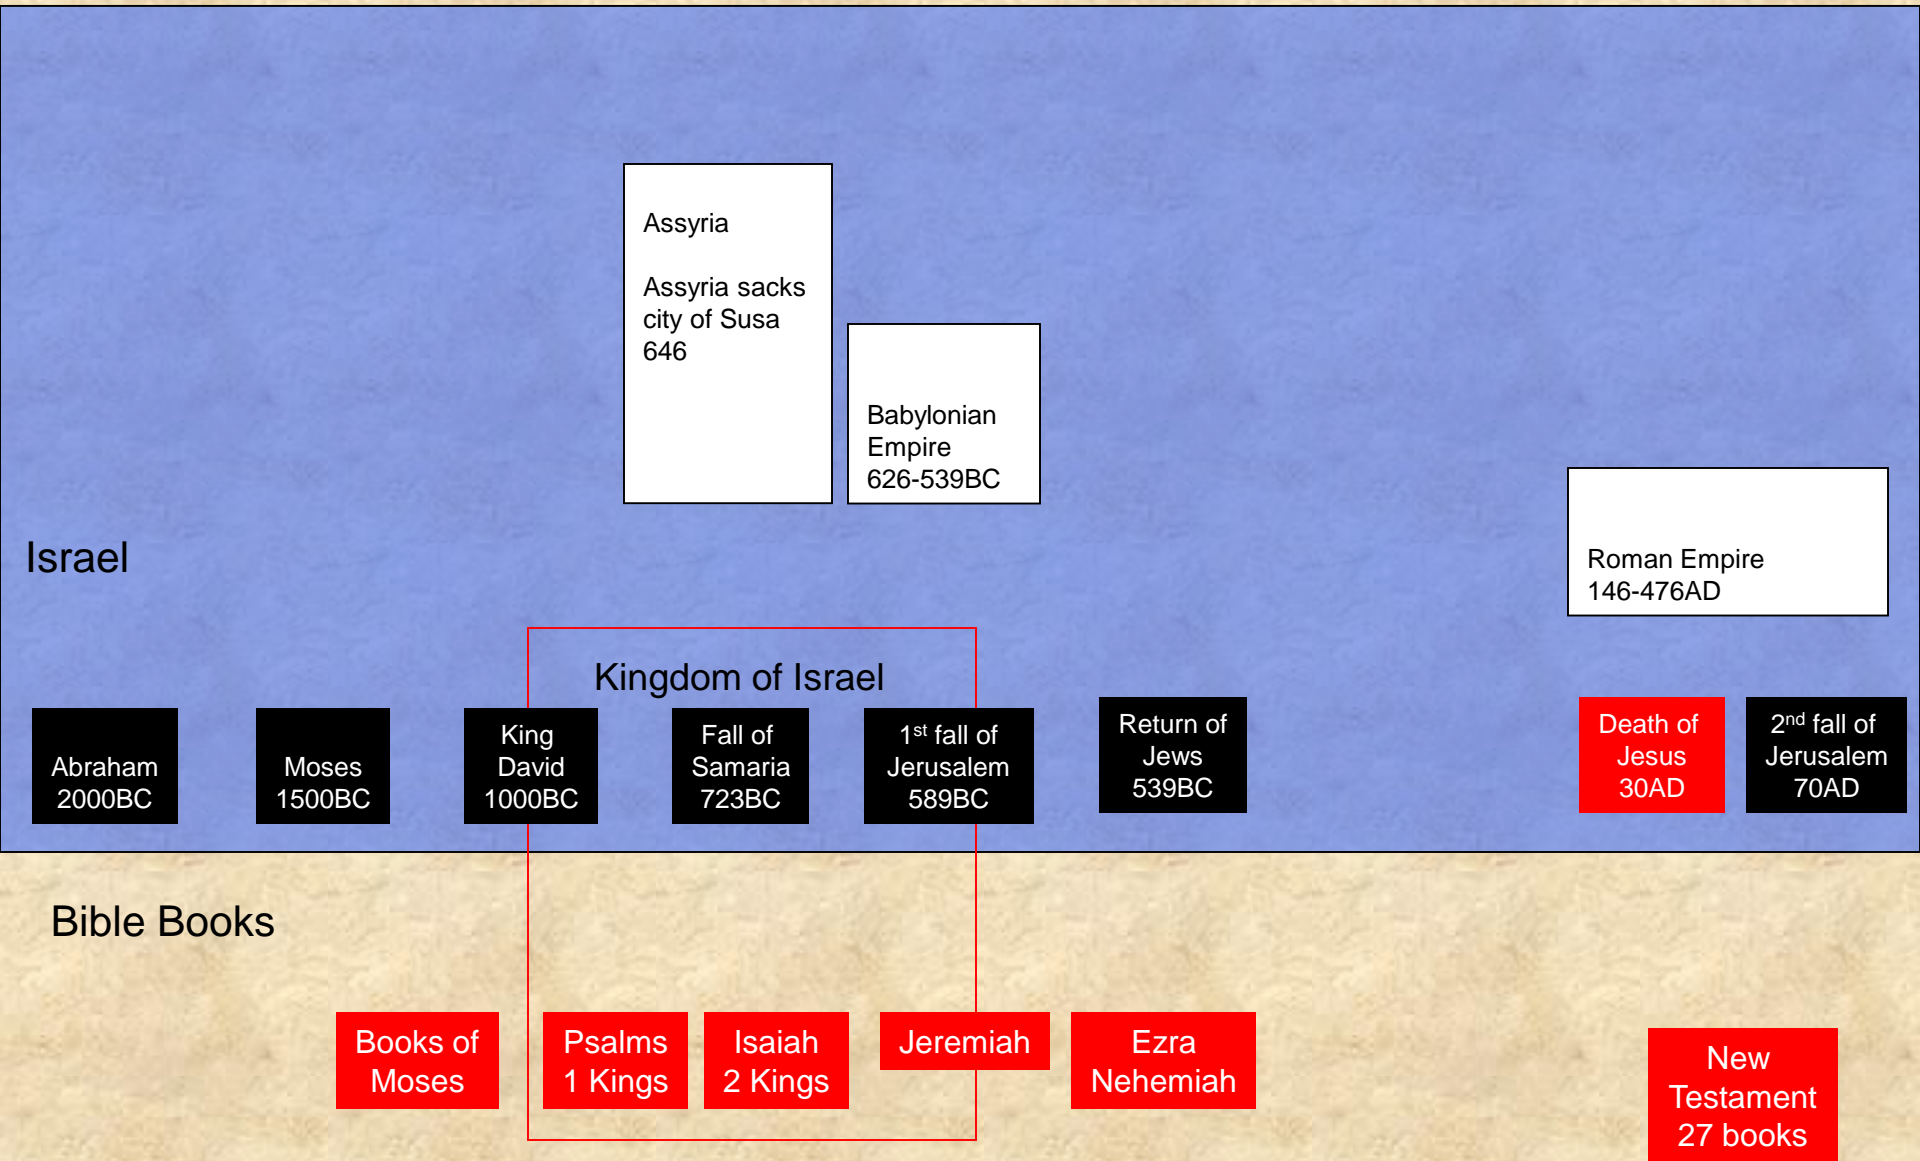 Assyria
Assyria sacks
city of Susa
646
Babylonian
Empire
626-539BC
Israel
Roman Empire
146-476AD
Kingdom of Israel
Abraham
2000BC
Moses
1500BC
King
David
1000BC
Fall of
Samaria
723BC
1st fall of
Jerusalem
589BC
Return of
Jews
539BC
Death of
Jesus
30AD
2nd fall of
Jerusalem
70AD
Bible Books
Books of
Moses
Psalms
1 Kings
Isaiah
2 Kings
Jeremiah
Ezra
Nehemiah
New
Testament
27 books